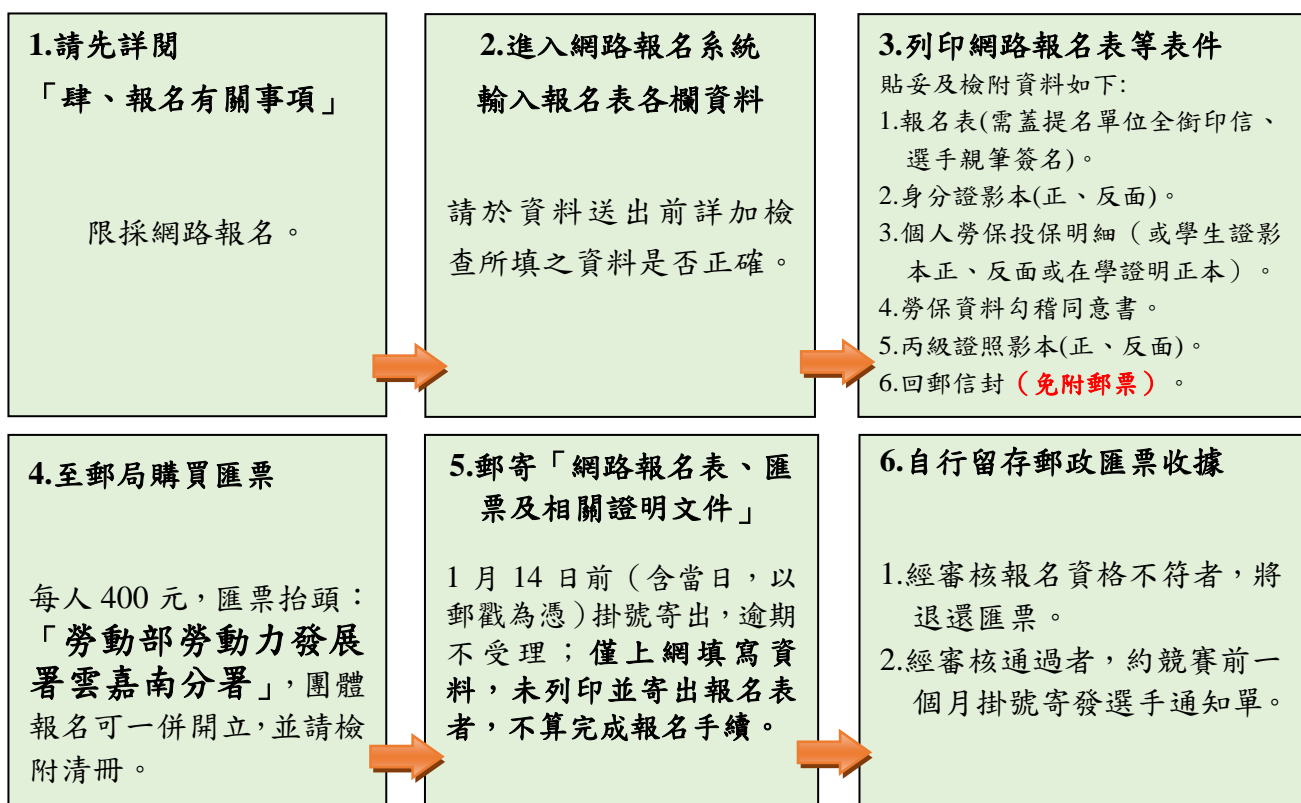 1.請先詳閱
「肆、報名有關事項」
限採網路報名。
2.進入網路報名系統
輸入報名表各欄資料
請於資料送出前詳加檢
查所填之資料是否正確。
3.列印網路報名表等表件
貼妥及檢附資料如下:
1.報名表(需蓋提名單位全銜印信、
選手親筆簽名)。
2.身分證影本(正、反面)。
3.個人勞保投保明細（或學生證影
本正、反面或在學證明正本）。
4.勞保資料勾稽同意書。
5.丙級證照影本(正、反面)。
6.回郵信封（免附郵票）。
4.至郵局購買匯票
每人 400 元，匯票抬頭：
「勞動部勞動力發展
署雲嘉南分署」，團體
報名可一併開立，並請檢
附清冊。
5.郵寄「網路報名表、匯
票及相關證明文件」
1 月 14 日前（含當日，以
郵戳為憑）掛號寄出，逾期
不受理；僅上網填寫資
料，未列印並寄出報名表
者，不算完成報名手續。
6.自行留存郵政匯票收據
1.經審核報名資格不符者，將
退還匯票。
2.經審核通過者，約競賽前一
個月掛號寄發選手通知單。